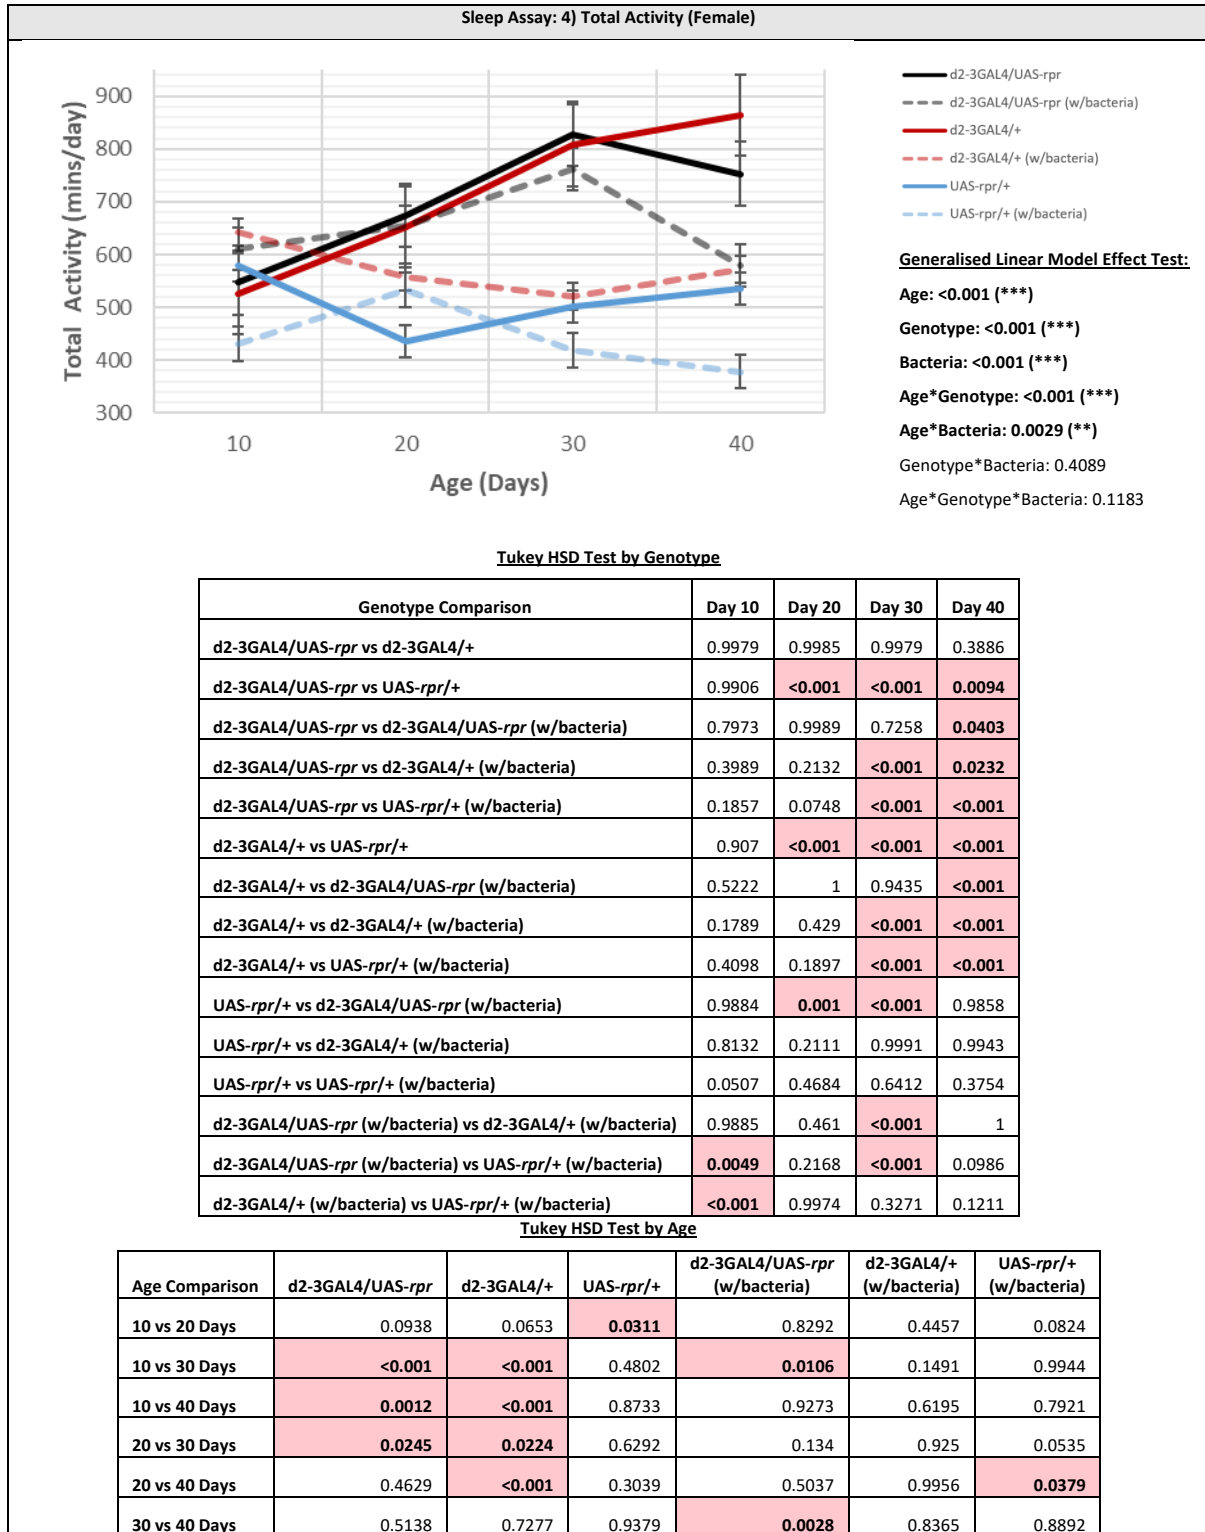 Sleep Assay: 4) Total Activity (Female)
900
800
700
600
500
400
300
Total Activity (mins/day)
10 20 30 40
Age (Days)
d2-3GAL4/UAS-rpr
d2-3GAL4/UAS-rpr (w/bacteria)
d2-3GAL4/+
d2-3GAL4/+ (w/bacteria)
UAS-rpr/+
UAS-rpr/+ (w/bacteria)
Generalised Linear Model Effect Test:
Age: <0.001 (***)
Genotype: <0.001 (***)
Bacteria: <0.001 (***)
Age*Genotype: <0.001 (***)
Age*Bacteria: 0.0029 (**)
Genotype*Bacteria: 0.4089
Age*Genotype*Bacteria: 0.1183
Tukey HSD Test by Genotype
Genotype Comparison Day 10 Day 20 Day 30 Day 40
d2-3GAL4/UAS-rpr vs d2-3GAL4/+ 0.9979 0.9985 0.9979 0.3886
d2-3GAL4/UAS-rpr vs UAS-rpr/+ 0.9906 <0.001 <0.001 0.0094
d2-3GAL4/UAS-rpr vs d2-3GAL4/UAS-rpr (w/bacteria) 0.7973 0.9989 0.7258 0.0403
d2-3GAL4/UAS-rpr vs d2-3GAL4/+ (w/bacteria) 0.3989 0.2132 <0.001 0.0232
d2-3GAL4/UAS-rpr vs UAS-rpr/+ (w/bacteria) 0.1857 0.0748 <0.001 <0.001
d2-3GAL4/+ vs UAS-rpr/+ 0.907 <0.001 <0.001 <0.001
d2-3GAL4/+ vs d2-3GAL4/UAS-rpr (w/bacteria) 0.5222 1 0.9435 <0.001
d2-3GAL4/+ vs d2-3GAL4/+ (w/bacteria) 0.1789 0.429 <0.001 <0.001
d2-3GAL4/+ vs UAS-rpr/+ (w/bacteria) 0.4098 0.1897 <0.001 <0.001
UAS-rpr/+ vs d2-3GAL4/UAS-rpr (w/bacteria) 0.9884 0.001 <0.001 0.9858
UAS-rpr/+ vs d2-3GAL4/+ (w/bacteria) 0.8132 0.2111 0.9991 0.9943
UAS-rpr/+ vs UAS-rpr/+ (w/bacteria) 0.0507 0.4684 0.6412 0.3754
d2-3GAL4/UAS-rpr (w/bacteria) vs d2-3GAL4/+ (w/bacteria) 0.9885 0.461 <0.001 1
d2-3GAL4/UAS-rpr (w/bacteria) vs UAS-rpr/+ (w/bacteria) 0.0049 0.2168 <0.001 0.0986
d2-3GAL4/+ (w/bacteria) vs UAS-rpr/+ (w/bacteria) <0.001 0.9974 0.3271 0.1211
Tukey HSD Test by Age
Age Comparison d2-3GAL4/UAS-rpr d2-3GAL4/+ UAS-rpr/+ d2-3GAL4/UAS-rpr (w/bacteria) d2-3GAL4/+ (w/bacteria) UAS-rpr/+ (w/bacteria)
10 vs 20 Days 0.0938 0.0653 0.0311 0.8292 0.4457 0.0824
10 vs 30 Days <0.001 <0.001 0.4802 0.0106 0.1491 0.9944
10 vs 40 Days 0.0012 <0.001 0.8733 0.9273 0.6195 0.7921
20 vs 30 Days 0.0245 0.0224 0.6292 0.134 0.925 0.0535
20 vs 40 Days 0.4629 <0.001 0.3039 0.5037 0.9956 0.0379
30 vs 40 Days 0.5138 0.7277 0.9379 0.0028 0.8365 0.8892